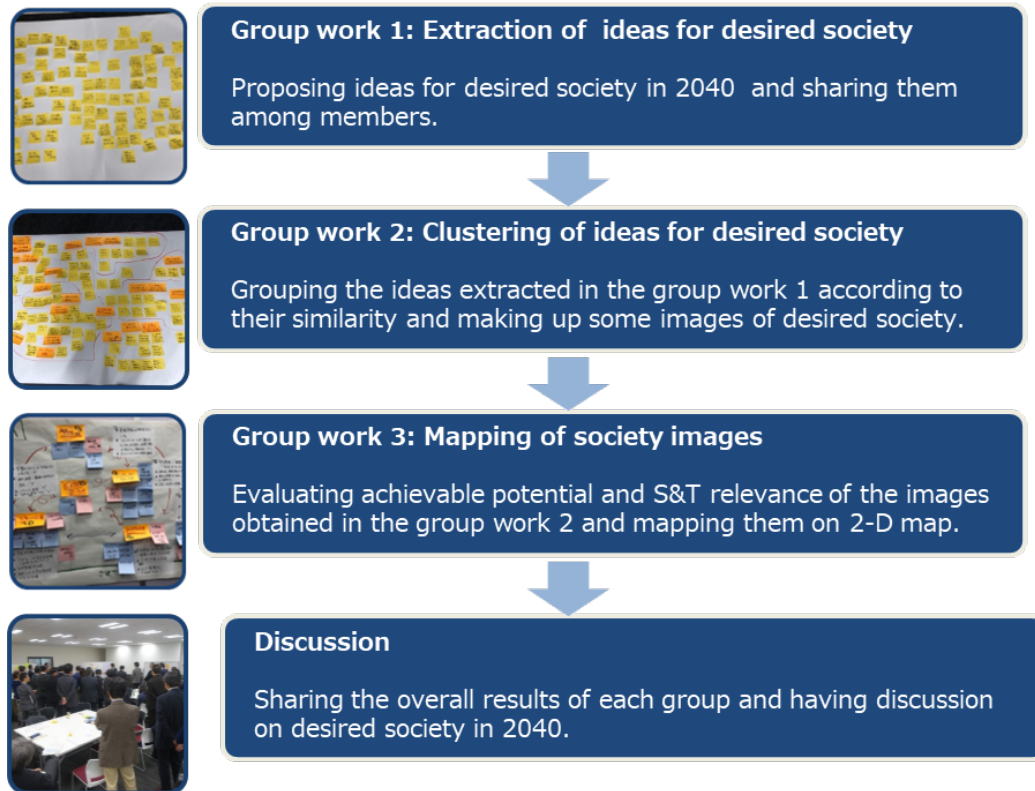 Group work 1: Extraction of ideas for desired society
Proposing ideas for desired society in 2040 and sharing them
among members.
Group work 2: Clustering of ideas for desired society
Grouping the ideas extracted in the group work 1 according to
their similarity and making up some images of desired society.
Group work 3: Mapping of society images
Evaluating achievable potential and S&T relevance of the images
obtained in the group work 2 and mapping them on 2-D map.
Discussion
Sharing the overall results of each group and having discussion
on desired society in 2040.